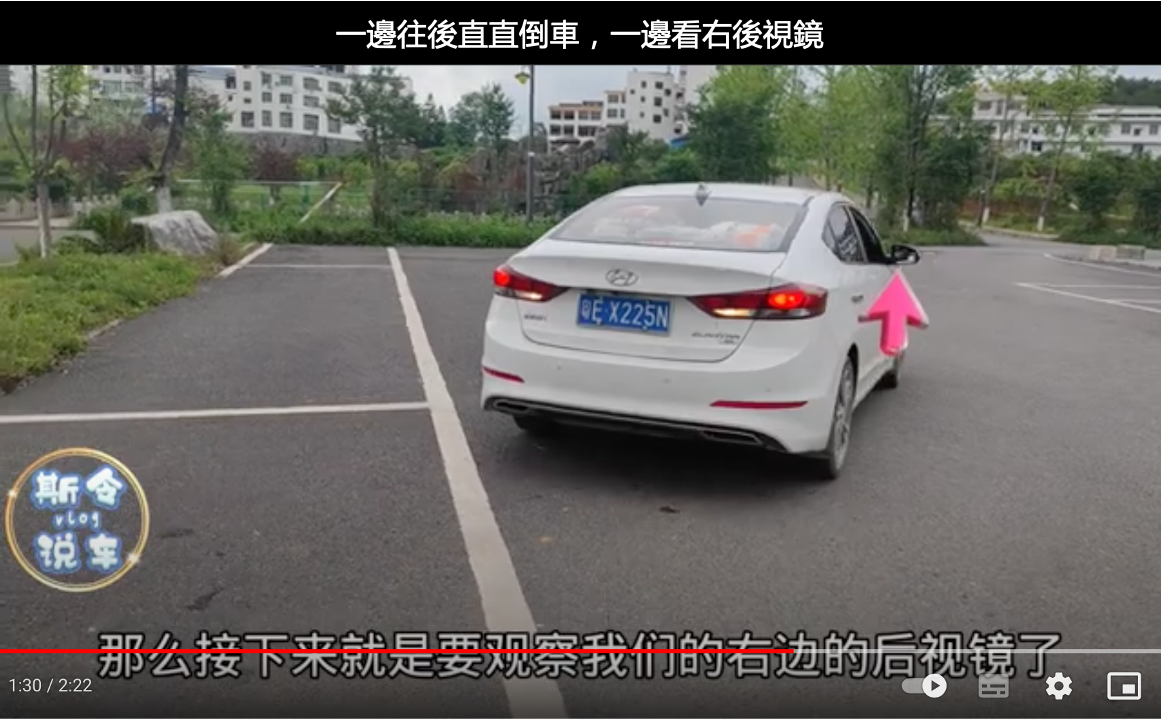 一邊往後直直倒車，一邊看右後視鏡
粤E X225N
斯令
vlog
说车
那么接下来就是要观察我们的右边的后视镜了
1:30 / 2:22